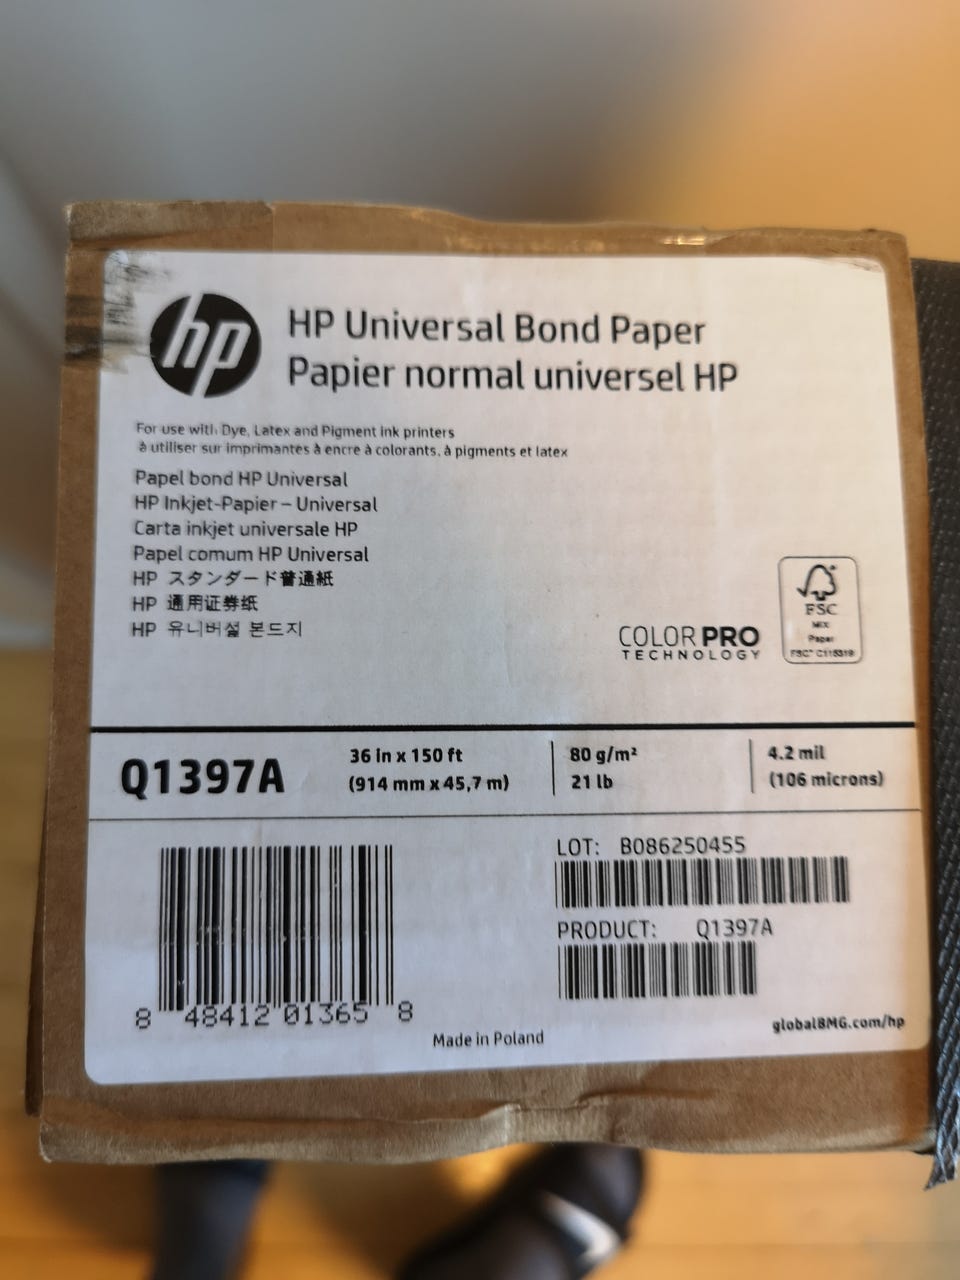 hp
HP Universal Bond Paper
Papier normal universel HP
For use with Dye, Latex and Pigment ink printers
à utiliser sur imprimantes à encre à colorants, à pigments et latex
Papel bond HP Universal
HP Inkjet-Papier – Universal
Carta inkjet universale HP
Papel comum HP Universal
HP スタンダード普通紙
HP 通用证券纸
HP 유니버설 본드지
COLOR PRO
TECHNOLOGY
FSC
MIX
Paper
FSC® C115319
Q1397A
36 in x 150 ft
(914 mm x 45,7 m)
80 g/m²
21 lb
4.2 mil
(106 microns)
LOT: B086250455
PRODUCT: Q1397A
8 48412 01365 8
Made in Poland
globalBMG.com/hp